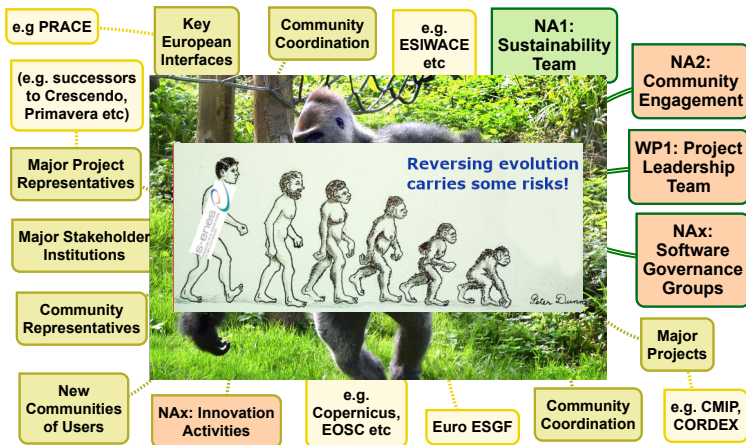 e.g PRACE
Key
European
Interfaces
Community
Coordination
e.g.
ESIWACE
etc
NA1:
Sustainability
Team
NA2:
Community
Engagement
(e.g. successors
to Crescendo,
Primavera etc)
Major Project
Representatives
Reversing evolution
carries some risks!
WP1: Project
Leadership
Team
s-enes
Major Stakeholder
Institutions
NAx:
Software
Governance
Groups
Community
Representatives
Peter Dunn
Major
Projects
New
Communities
of Users
NAx: Innovation
Activities
e.g.
Copernicus,
EOSC etc
Euro ESGF
Community
Coordination
e.g. CMIP,
CORDEX